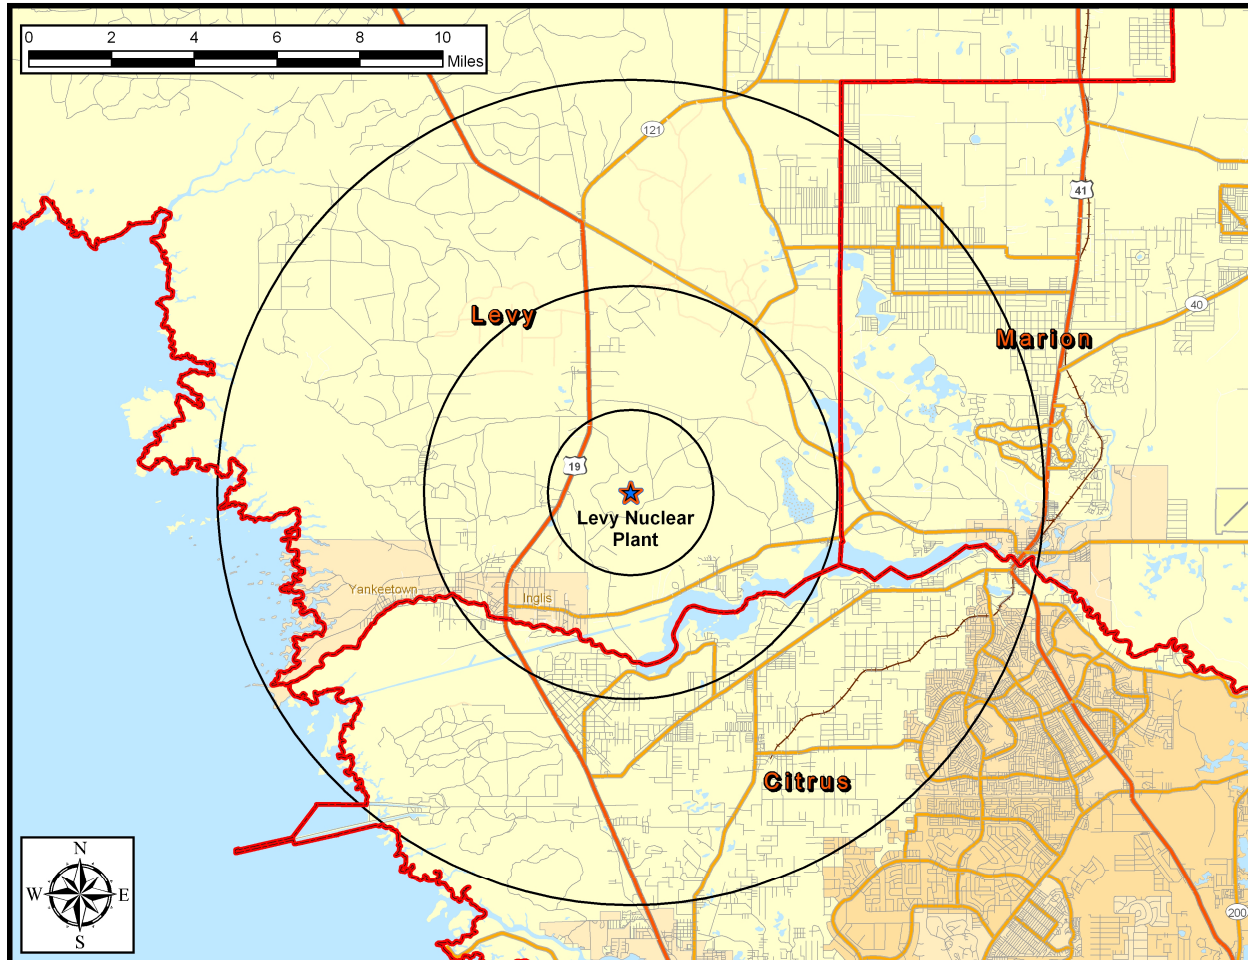 0 2 4 6 8 10
Miles
121
41
40
Levy
Marion
19
Levy Nuclear
Plant
Yankeetown
Inglis
Citrus
N
W E
S
200